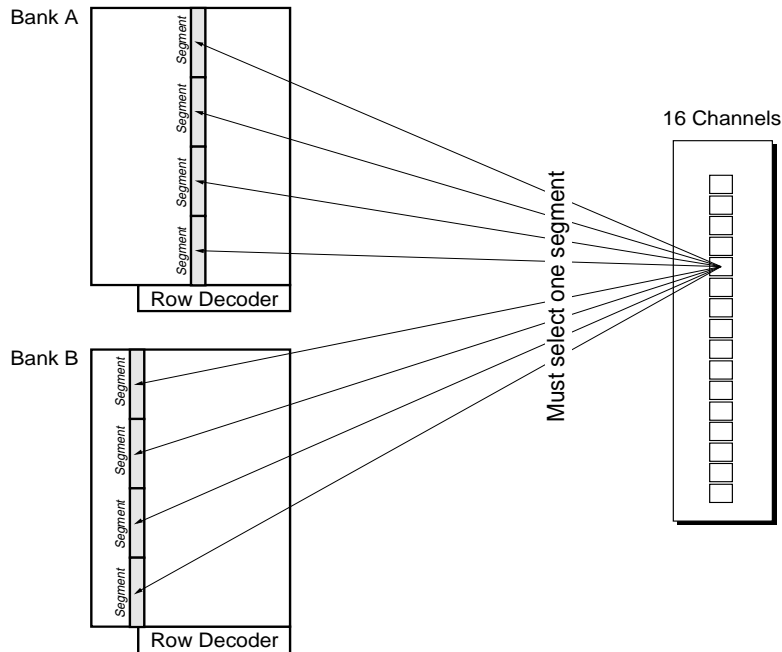 Bank A
Segment
Segment
Segment
Segment
Row Decoder
16 Channels
Must select one segment
Bank B
Segment
Segment
Segment
Segment
Row Decoder